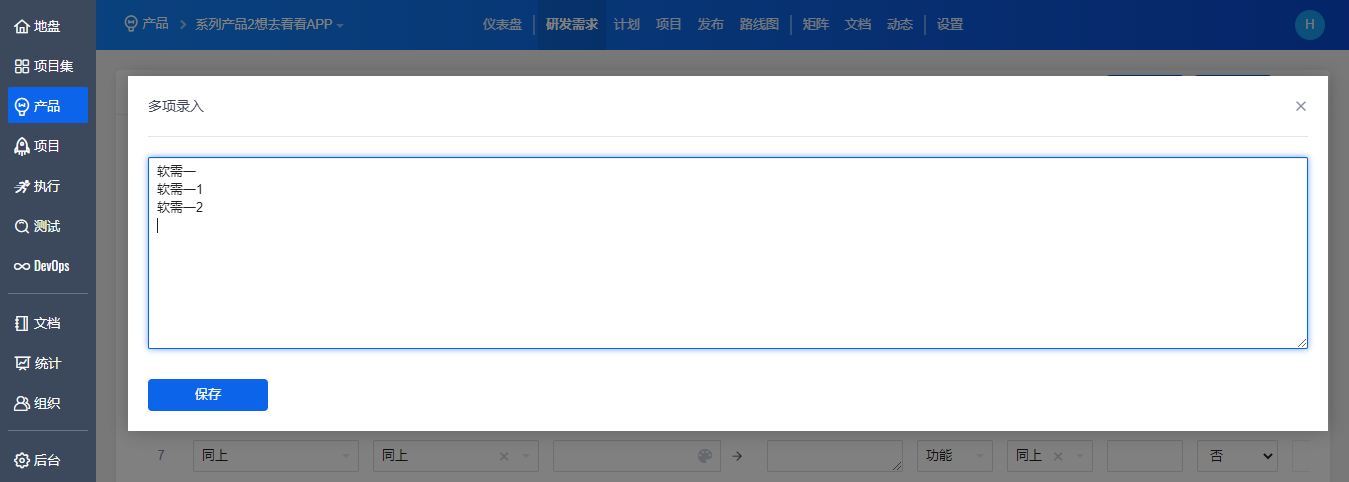 地盘
项目集
产品
项目
执行
测试
DevOps
文档
统计
组织
后台
产品 系列产品2想去看看APP
仪表盘 研发需求 计划 项目 发布 路线图 矩阵 文档 动态 设置
H
多项录入
软需一
软需一1
软需一2
保存
7 同上 同上 功能 同上 否